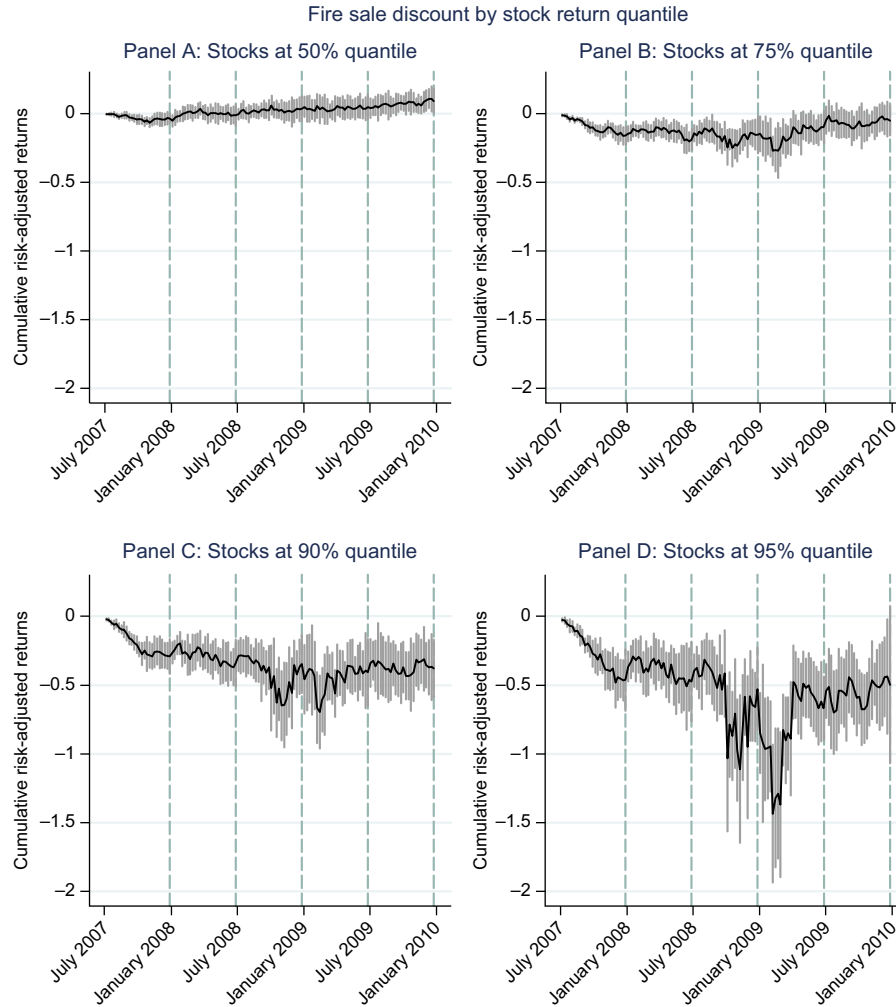 Fire sale discount by stock return quantile
Panel A: Stocks at 50% quantile
Cumulative risk-adjusted returns
0
–0.5
–1
–1.5
–2
July 2007
January 2008
July 2008
January 2009
July 2009
January 2010
Panel B: Stocks at 75% quantile
Cumulative risk-adjusted returns
0
–0.5
–1
–1.5
–2
July 2007
January 2008
July 2008
January 2009
July 2009
January 2010
Panel C: Stocks at 90% quantile
Cumulative risk-adjusted returns
0
–0.5
–1
–1.5
–2
July 2007
January 2008
July 2008
January 2009
July 2009
January 2010
Panel D: Stocks at 95% quantile
Cumulative risk-adjusted returns
0
–0.5
–1
–1.5
–2
July 2007
January 2008
July 2008
January 2009
July 2009
January 2010